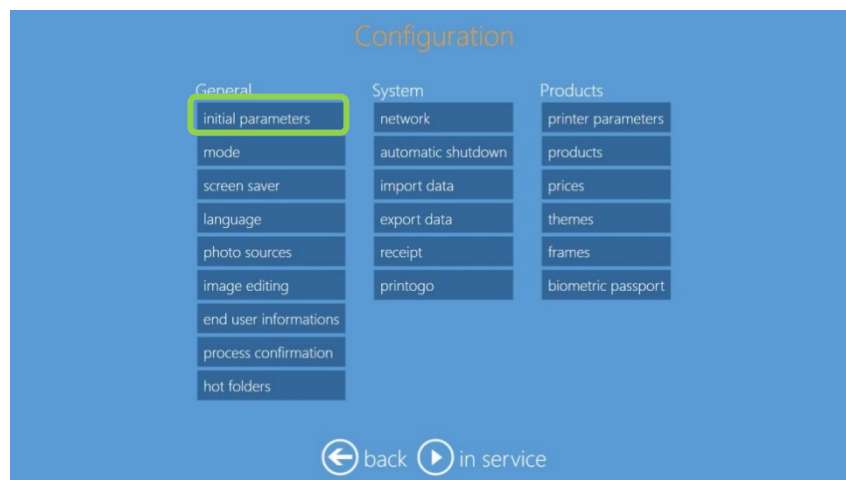 Configuration
General
initial parameters
mode
screen saver
language
photo sources
image editing
end user informations
process confirmation
hot folders
System
network
automatic shutdown
import data
export data
receipt
printogo
Products
printer parameters
products
prices
themes
frames
biometric passport
back in service